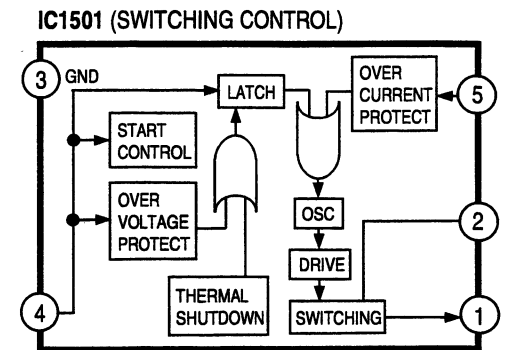 IC1501 (SWITCHING CONTROL)
3 GND
LATCH
OVER
CURRENT
PROTECT
5
START
CONTROL
OVER
VOLTAGE
PROTECT
OSC
2
DRIVE
THERMAL
SHUTDOWN
SWITCHING
4
1